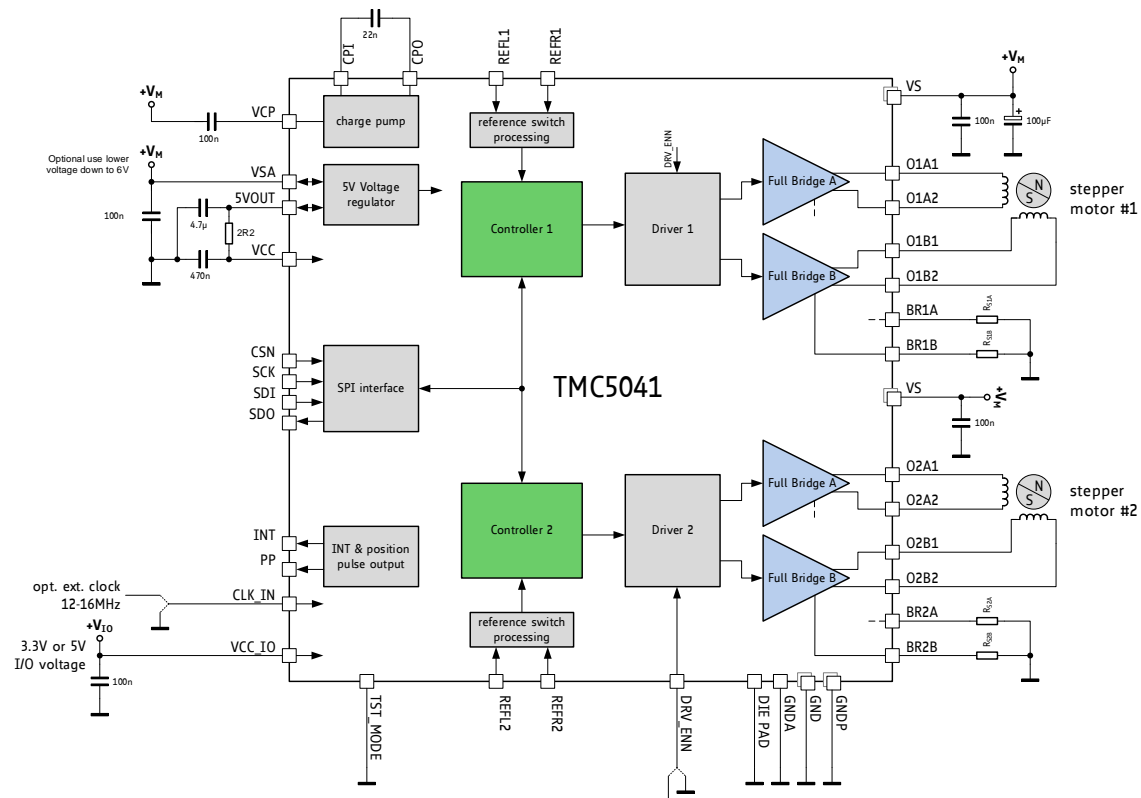 22n
CPI
CPO
REFL1
REFR1
+VM
VCP
100n
charge pump
reference switch
processing
DRV_ENN
VS
+VM
100n
+
100µF
Optional use lower
voltage down to 6V
+VM
VSA
5VOUT
100n
4.7µ
2R2
VCC
470n
5V Voltage
regulator
Controller 1
Driver 1
Full Bridge A
Full Bridge B
O1A1
O1A2
O1B1
O1B2
BR1A
BR1B
RS1A
RS1B
N
S
stepper
motor #1
CSN
SCK
SDI
SDO
SPI interface
TMC5041
VS
+VM
100n
INT
PP
INT & position
pulse output
Controller 2
Driver 2
Full Bridge A
Full Bridge B
O2A1
O2A2
O2B1
O2B2
BR2A
BR2B
RS2A
RS2B
N
S
stepper
motor #2
opt. ext. clock
12-16MHz
CLK_IN
+VIO
3.3V or 5V
I/O voltage
VCC_IO
100n
reference switch
processing
TST_MODE
REFL2
REFR2
DRV_ENN
DIE PAD
GNDA
GND
GNDP